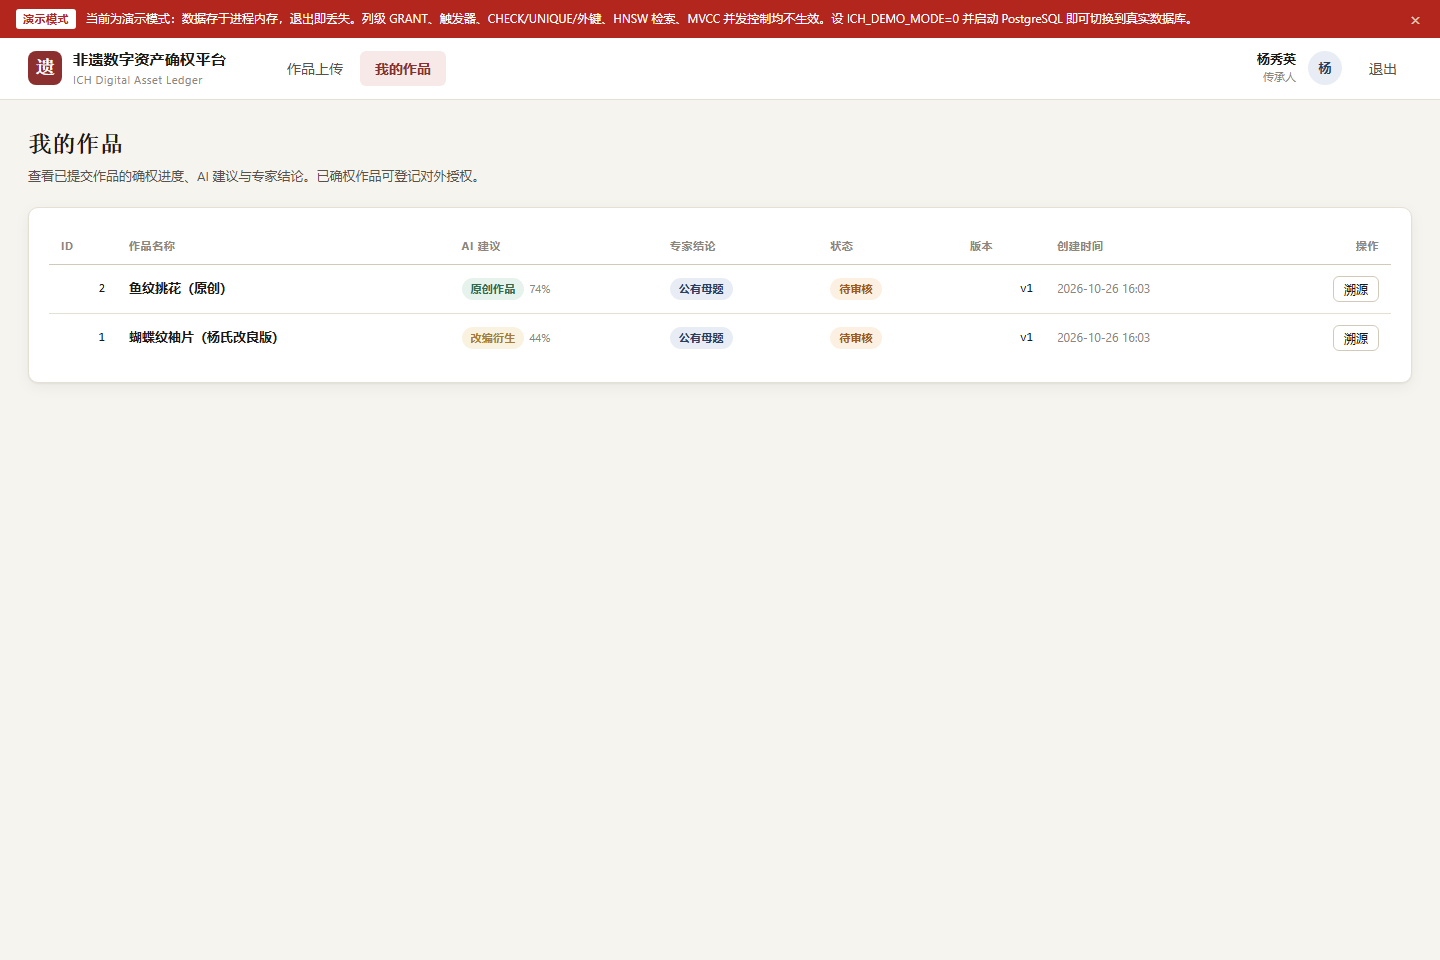 演示模式 当前为演示模式：数据存于进程内存，退出即丢失。列级 GRANT、触发器、CHECK/UNIQUE/外键、HNSW 检索、MVCC 并发控制均不生效。设 ICH_DEMO_MODE=0 并启动 PostgreSQL 即可切换到真实数据库。 ×
遗 非遗数字资产确权平台
ICH Digital Asset Ledger
作品上传 我的作品
杨秀英
传承人
杨 退出
我的作品
查看已提交作品的确权进度、AI 建议与专家结论。已确权作品可登记对外授权。
ID 作品名称 AI 建议 专家结论 状态 版本 创建时间 操作
2 鱼纹挑花（原创） 原创作品 74% 公有母题 待审核 v1 2026-10-26 16:03 溯源
1 蝴蝶纹袖片（杨氏改良版） 改编衍生 44% 公有母题 待审核 v1 2026-10-26 16:03 溯源